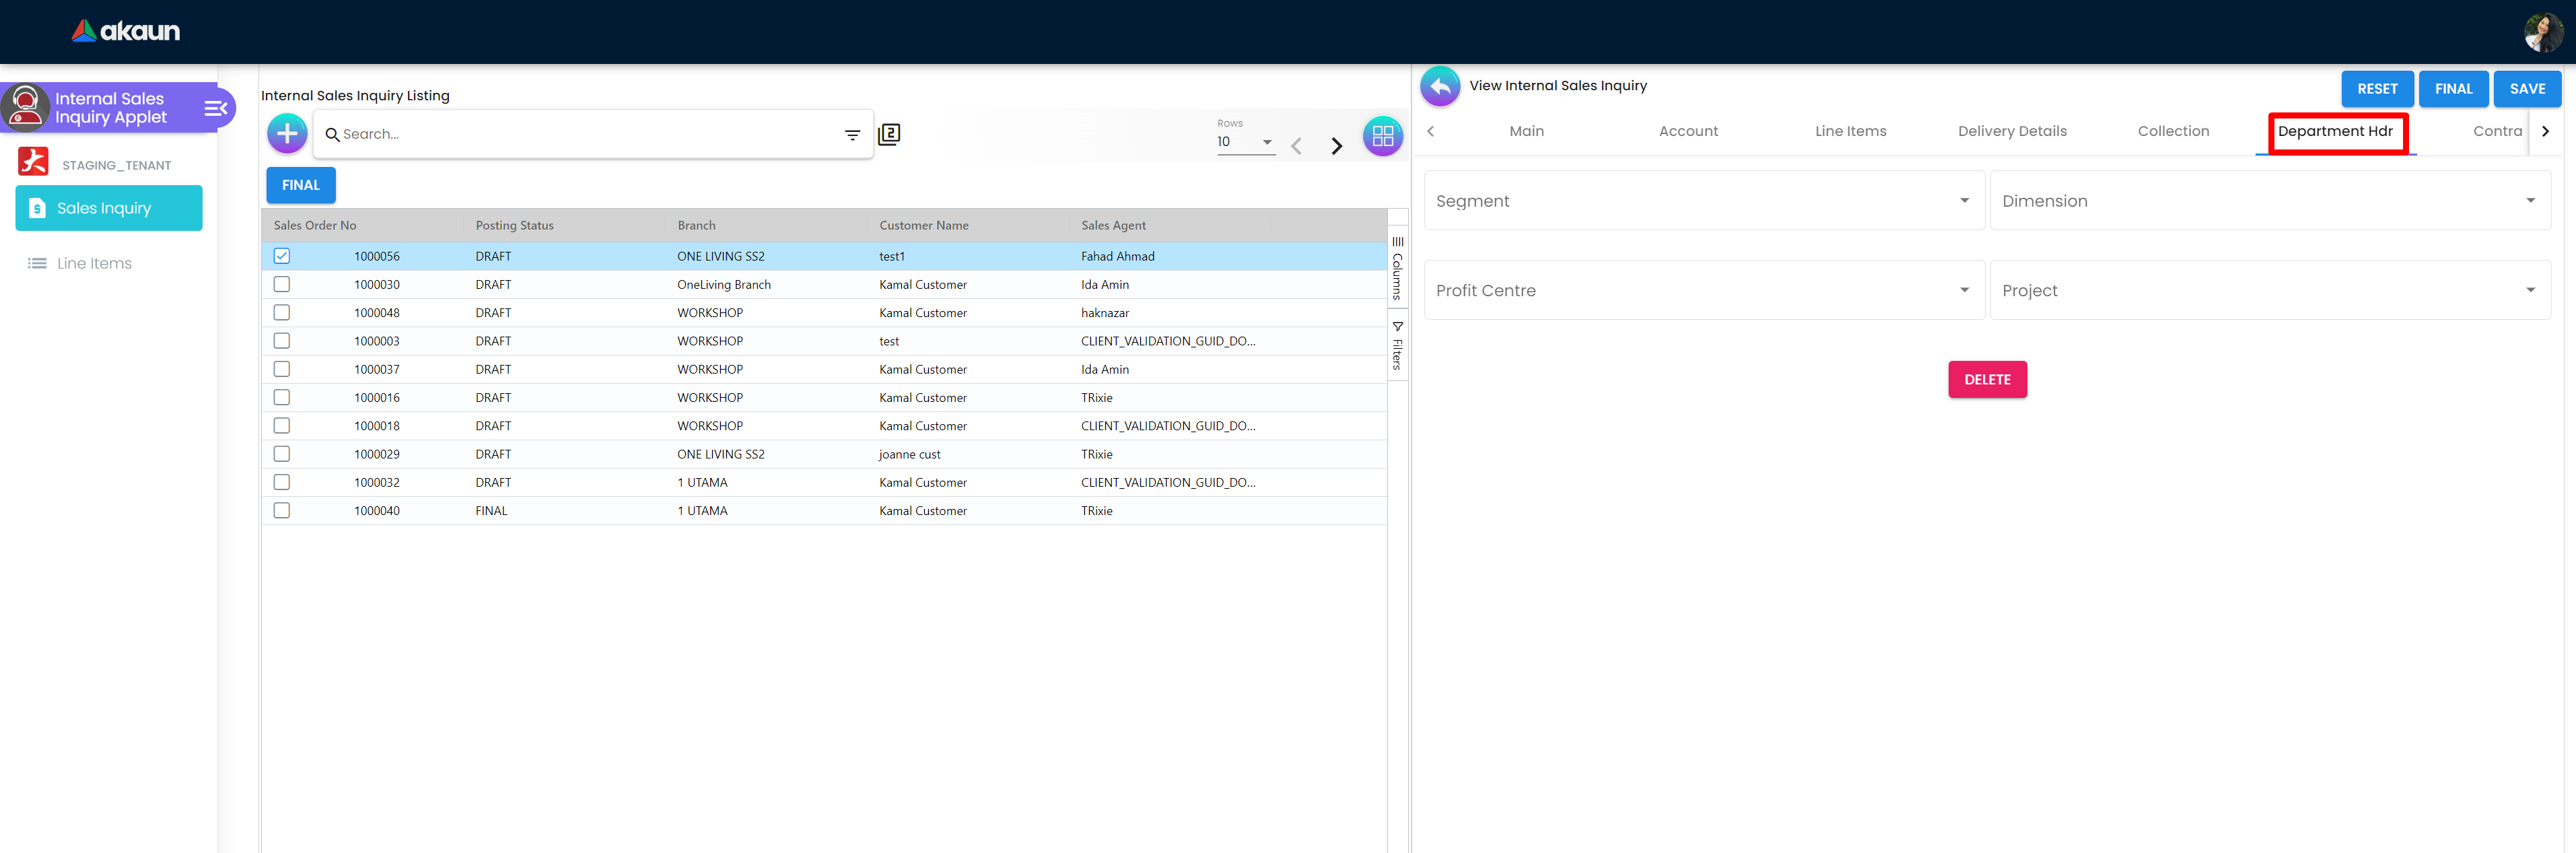 akaun
Internal Sales
Inquiry Applet
STAGING_TENANT
Sales Inquiry
Line Items
Internal Sales Inquiry Listing
Search...
2
Rows
10
FINAL
Sales Order No Posting Status Branch Customer Name Sales Agent
1000056 DRAFT ONE LIVING SS2 test1 Fahad Ahmad
1000030 DRAFT OneLiving Branch Kamal Customer Ida Amin
1000048 DRAFT WORKSHOP Kamal Customer haknazar
1000003 DRAFT WORKSHOP test CLIENT_VALIDATION_GUID_DO...
1000037 DRAFT WORKSHOP Kamal Customer Ida Amin
1000016 DRAFT WORKSHOP Kamal Customer TRixie
1000018 DRAFT WORKSHOP Kamal Customer CLIENT_VALIDATION_GUID_DO...
1000029 DRAFT ONE LIVING SS2 joanne cust TRixie
1000032 DRAFT 1 UTAMA Kamal Customer CLIENT_VALIDATION_GUID_DO...
1000040 FINAL 1 UTAMA Kamal Customer TRixie
Columns
Filters
View Internal Sales Inquiry
RESET FINAL SAVE
Main Account Line Items Delivery Details Collection Department Hdr Contra
Segment Dimension
Profit Centre Project
DELETE